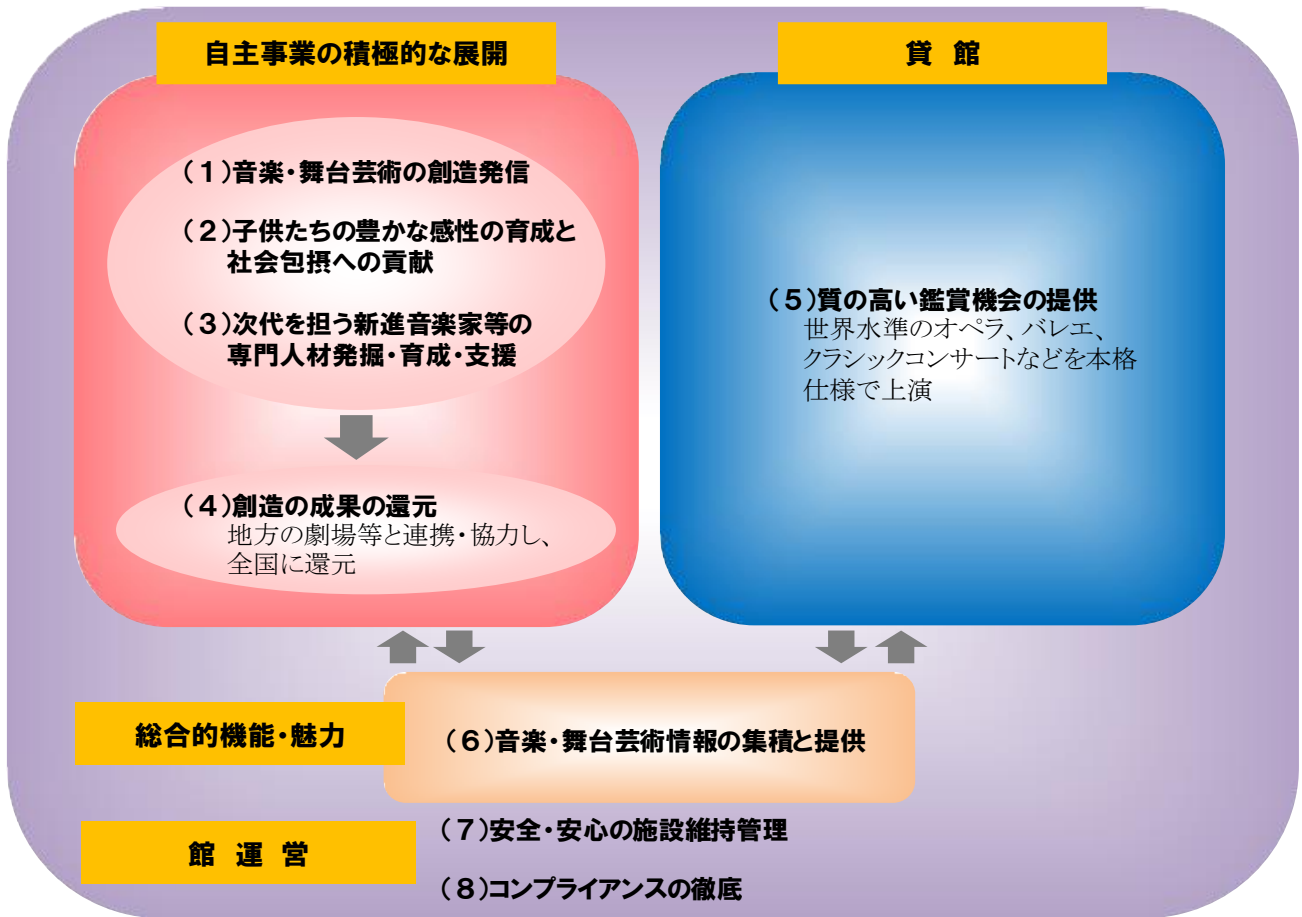 自主事業の積極的な展開
(1)音楽・舞台芸術の創造発信
(2)子供たちの豊かな感性の育成と
社会包摂への貢献
(3)次代を担う新進音楽家等の
専門人材発掘・育成・支援
(4)創造の成果の還元
地方の劇場等と連携・協力し、
全国に還元
貸 館
(5)質の高い鑑賞機会の提供
世界水準のオペラ、バレエ、
クラシックコンサートなどを本格
仕様で上演
総合的機能・魅力
(6)音楽・舞台芸術情報の集積と提供
館 運 営
(7)安全・安心の施設維持管理
(8)コンプライアンスの徹底